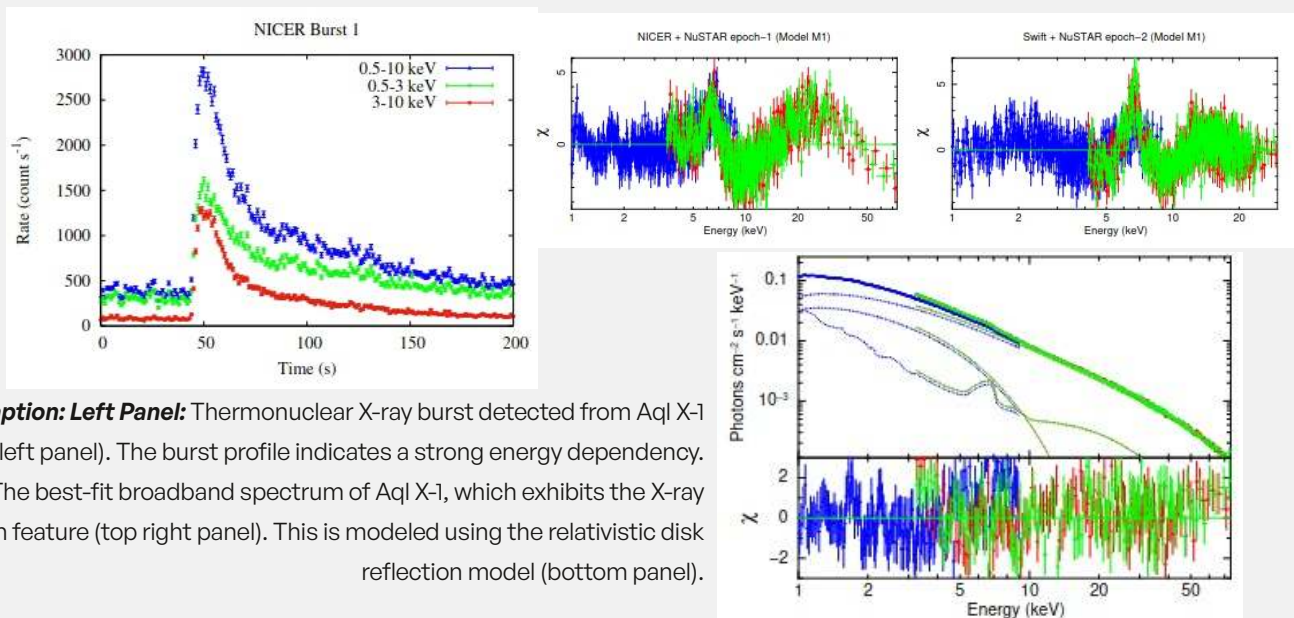 NICER Burst 1
3000
2500
2000
1500
1000
500
0
Rate (count s⁻¹)
0.5-10 keV
0.5-3 keV
3-10 keV
0 50 100 150 200
Time (s)
NICER + NuSTAR epoch-1 (Model M1)
5
0
χ
1 2 5 10 20 50
Energy (keV)
Swift + NuSTAR epoch-2 (Model M1)
5
0
χ
1 2 5 10 20
Energy (keV)
ption: Left Panel: Thermonuclear X-ray burst detected from Aql X-1
left panel). The burst profile indicates a strong energy dependency.
The best-fit broadband spectrum of Aql X-1, which exhibits the X-ray
n feature (top right panel). This is modeled using the relativistic disk
reflection model (bottom panel).
0.1
0.01
10⁻³
Photons cm⁻² s⁻¹ keV⁻¹
2
0
−2
χ
1 2 5 10 20 50
Energy (keV)